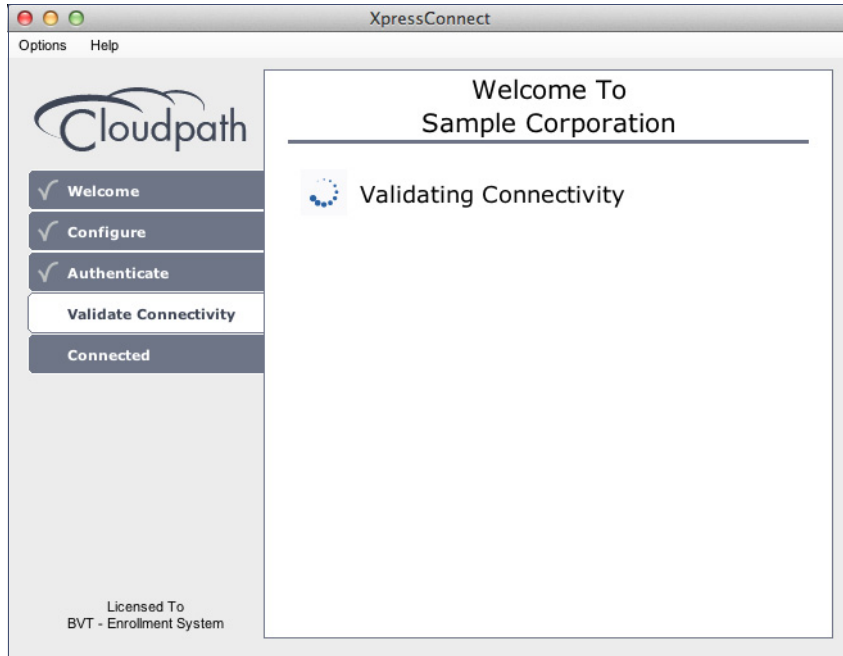 XpressConnect
Options Help
Cloudpath
Welcome
Configure
Authenticate
Validate Connectivity
Connected
Licensed To
BVT - Enrollment System
Welcome To
Sample Corporation
Validating Connectivity